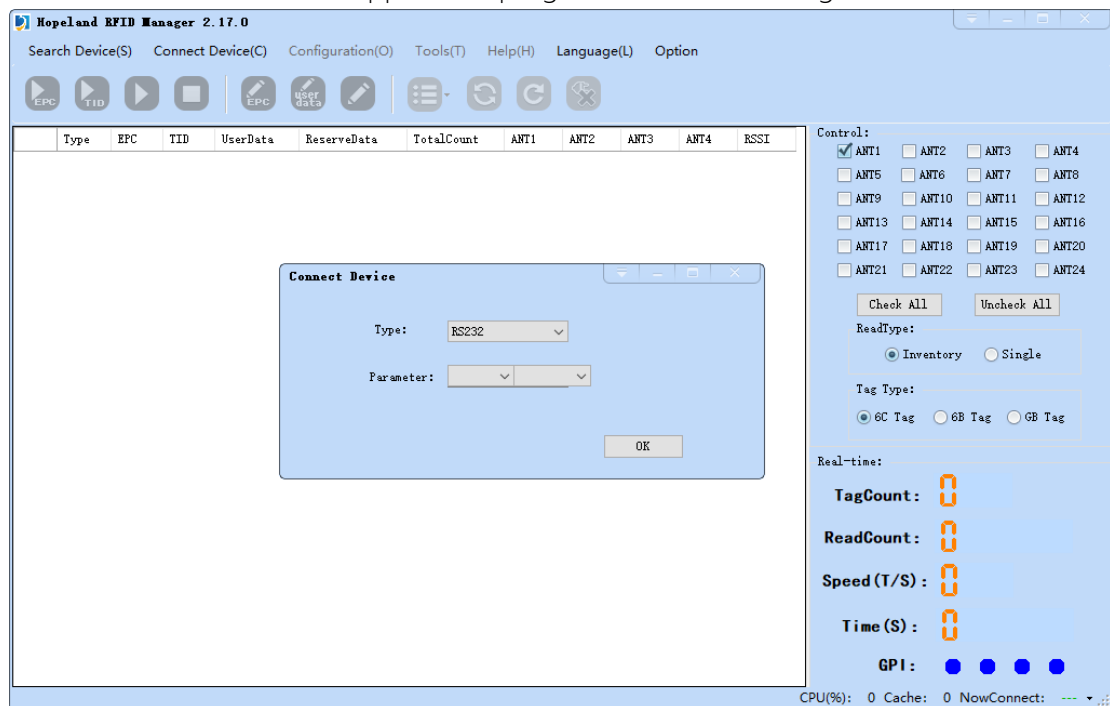 Hopeland RFID Manager 2.17.0
Search Device(S) Connect Device(C) Configuration(O) Tools(T) Help(H) Language(L) Option
EPC TID EPC user data
Type EPC TID UserData ReserveData TotalCount ANT1 ANT2 ANT3 ANT4 RSSI
Control:
ANT1 ANT2 ANT3 ANT4
ANT5 ANT6 ANT7 ANT8
ANT9 ANT10 ANT11 ANT12
ANT13 ANT14 ANT15 ANT16
ANT17 ANT18 ANT19 ANT20
ANT21 ANT22 ANT23 ANT24
Check All Uncheck All
ReadType:
Inventory Single
Tag Type:
6C Tag 6B Tag GB Tag
Connect Device
Type: RS232
Parameter:
OK
Real-time:
TagCount: 0
ReadCount: 0
Speed(T/S): 0
Time(S): 0
GPI:
CPU(%): 0 Cache: 0 NowConnect: ---